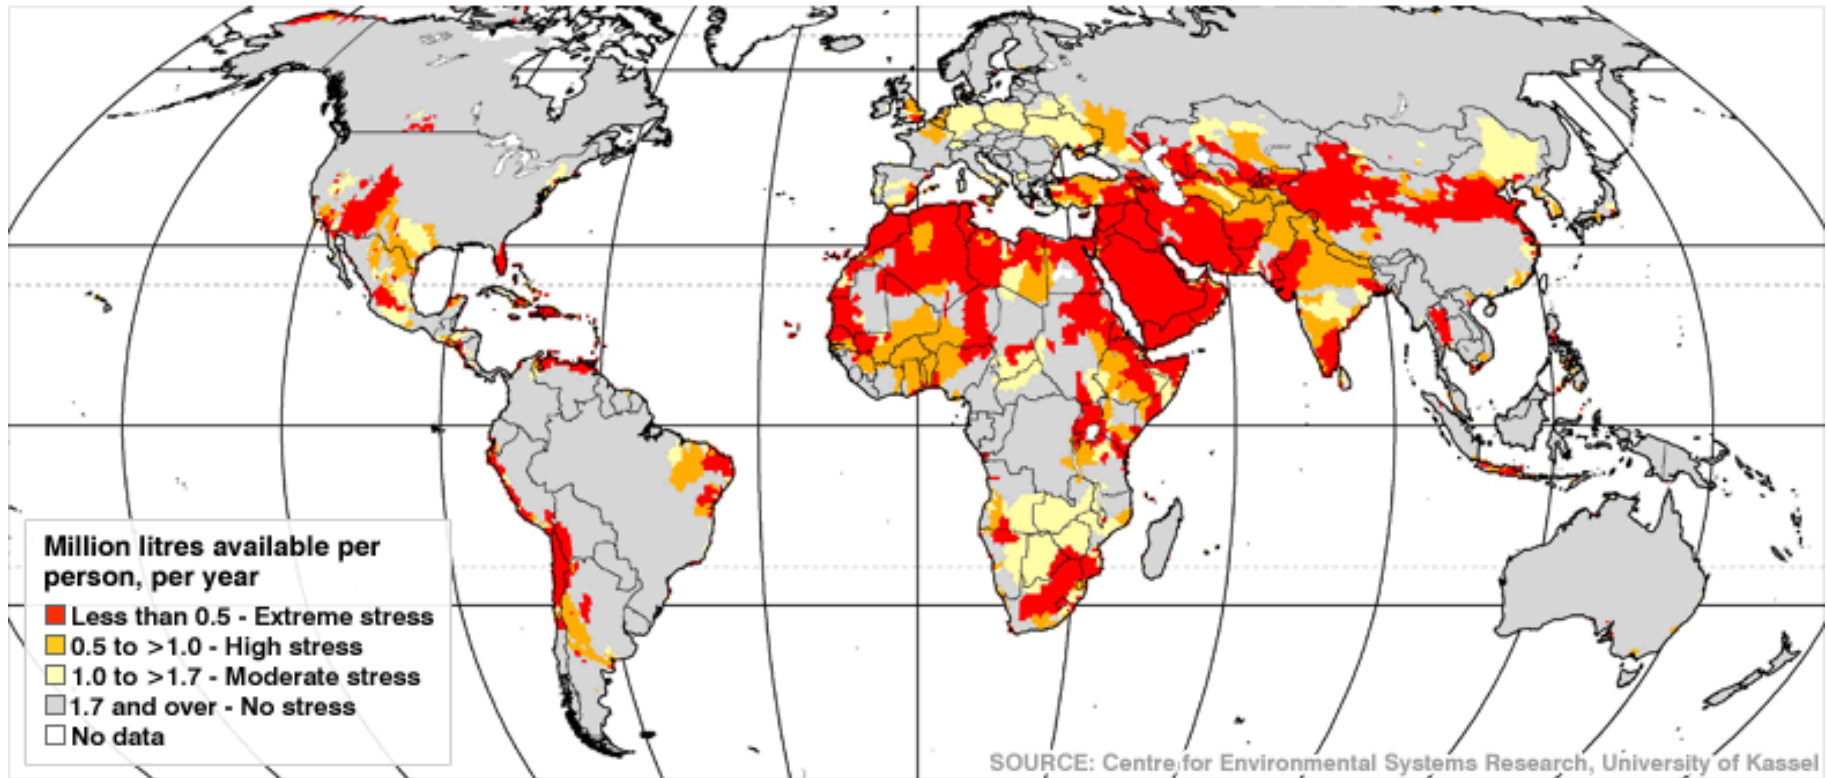 Million litres available per
person, per year
Less than 0.5 - Extreme stress
0.5 to >1.0 - High stress
1.0 to >1.7 - Moderate stress
1.7 and over - No stress
No data
SOURCE: Centre for Environmental Systems Research, University of Kassel